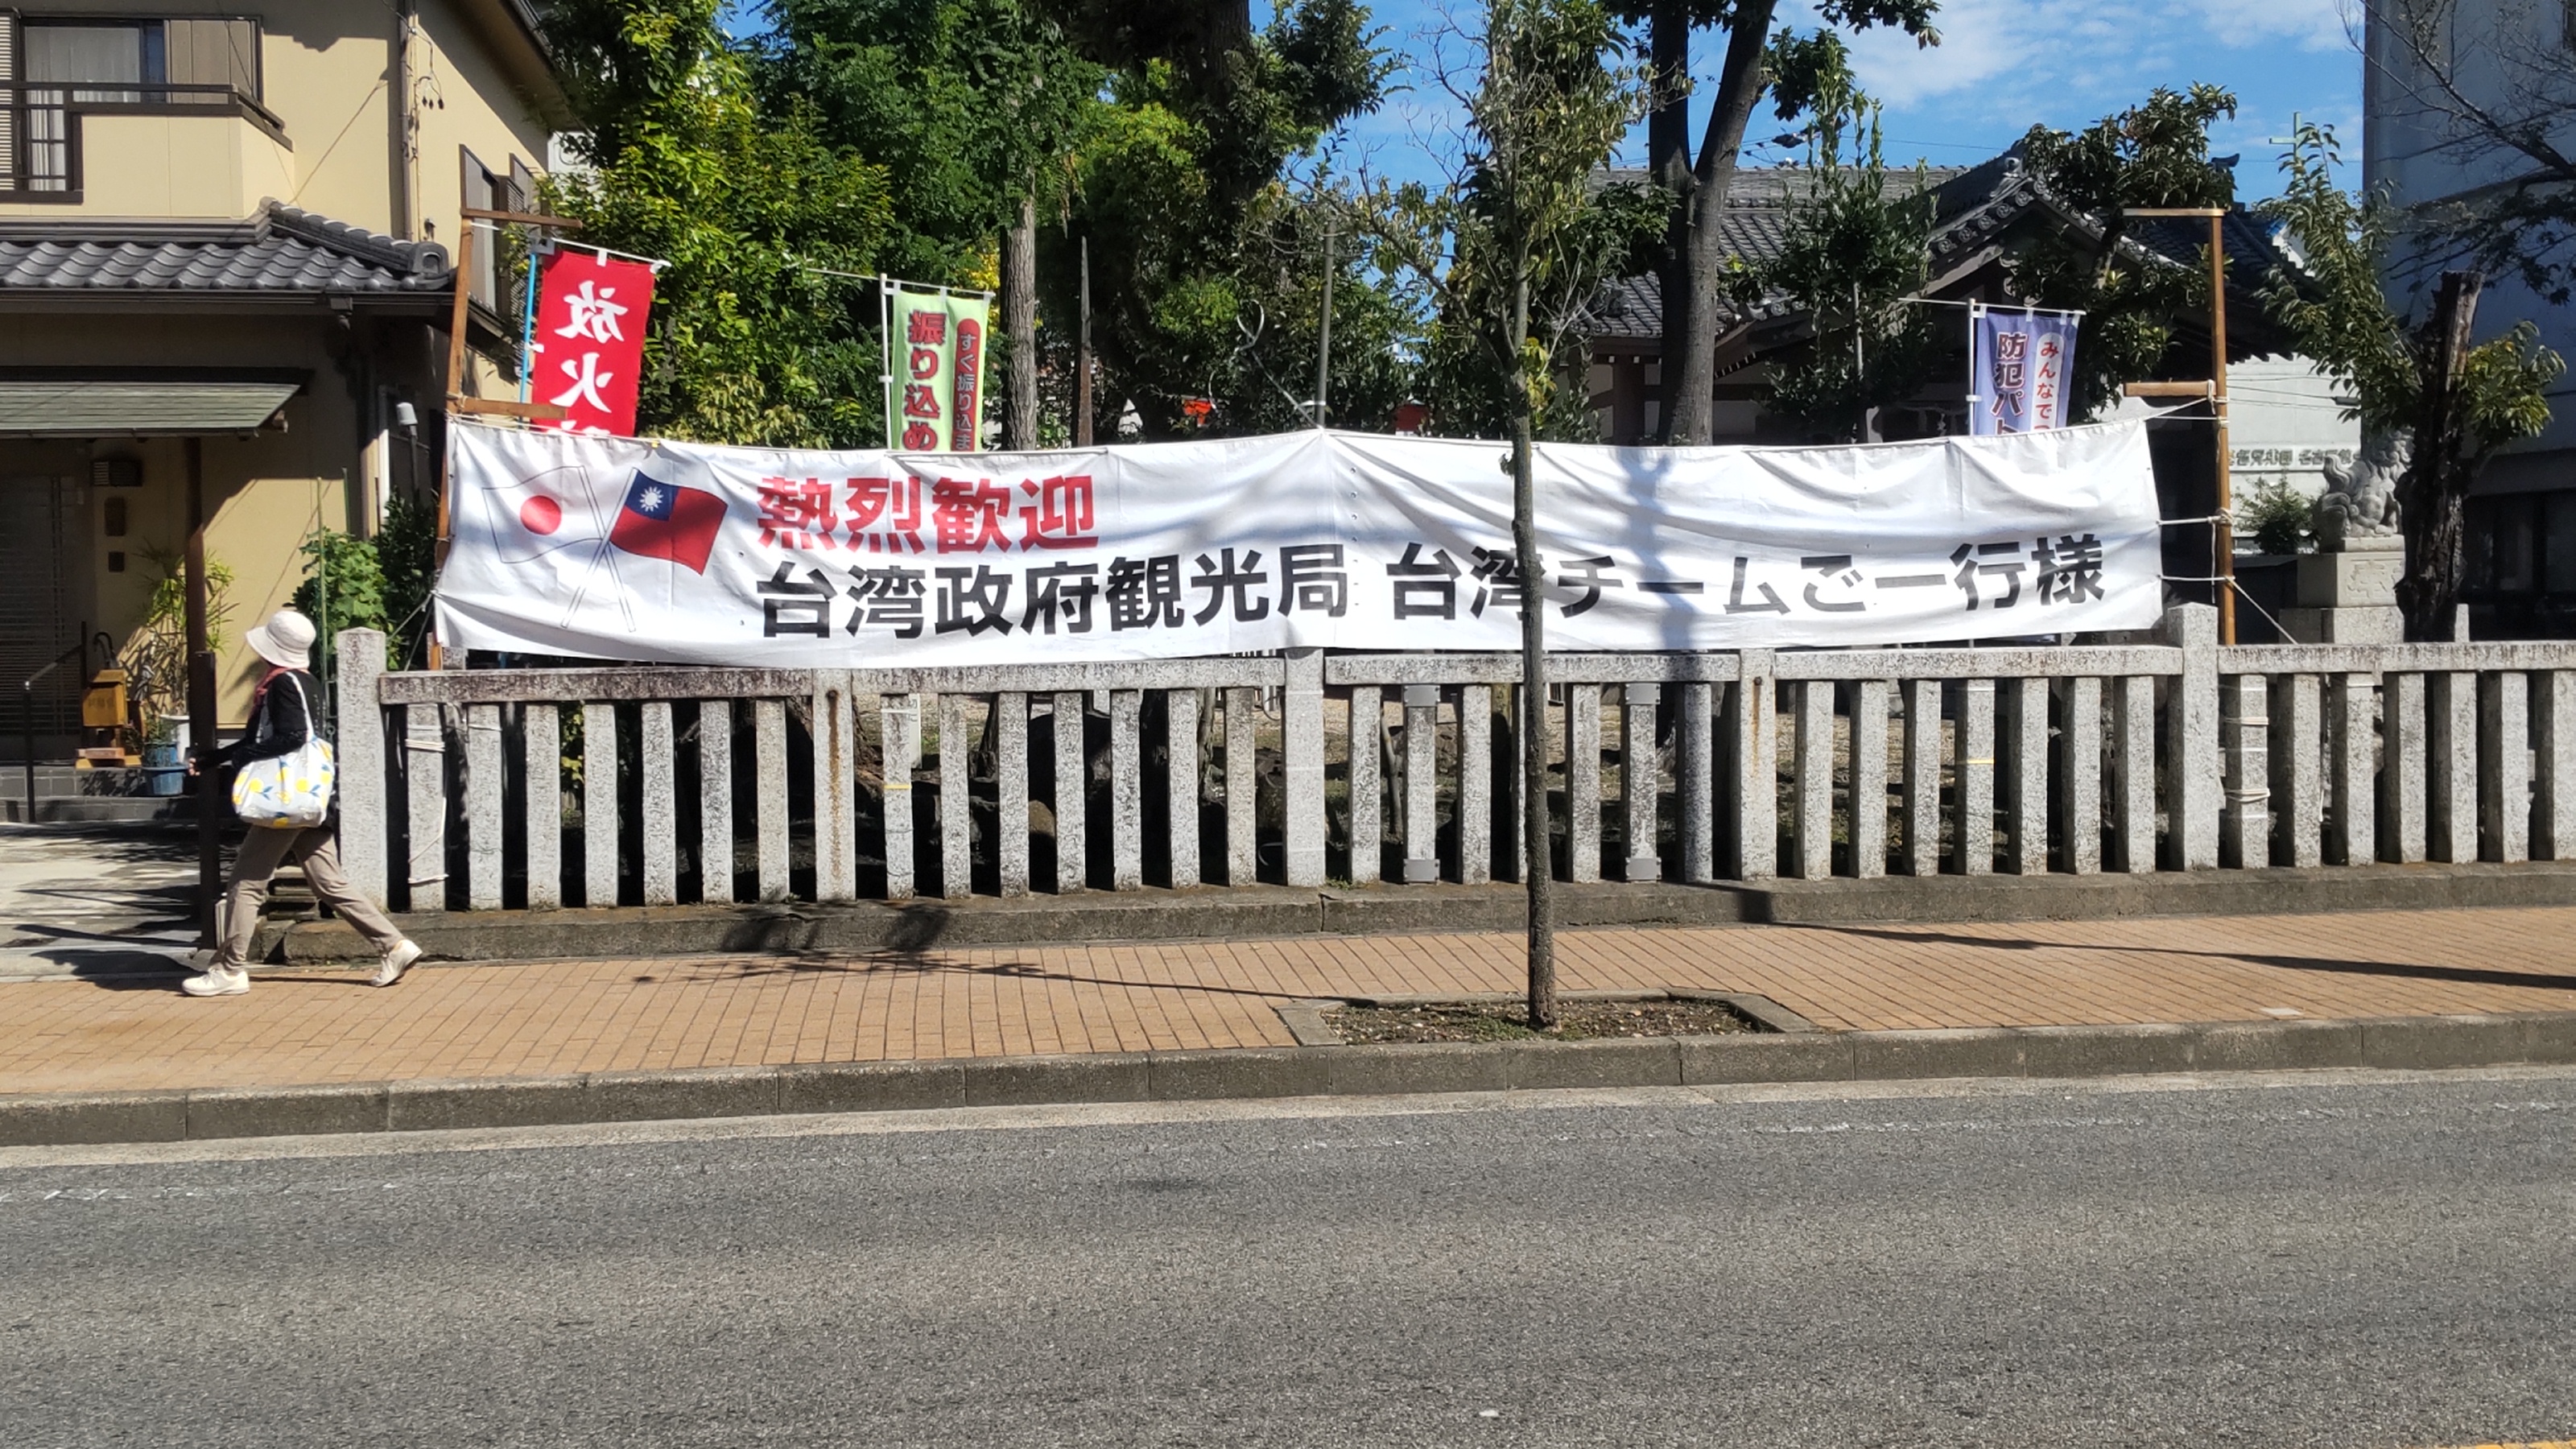 放火
振り込め
すぐ振り込ま
防犯パト
みんなで
熱烈歓迎
台湾政府観光局 台湾チームご一行様